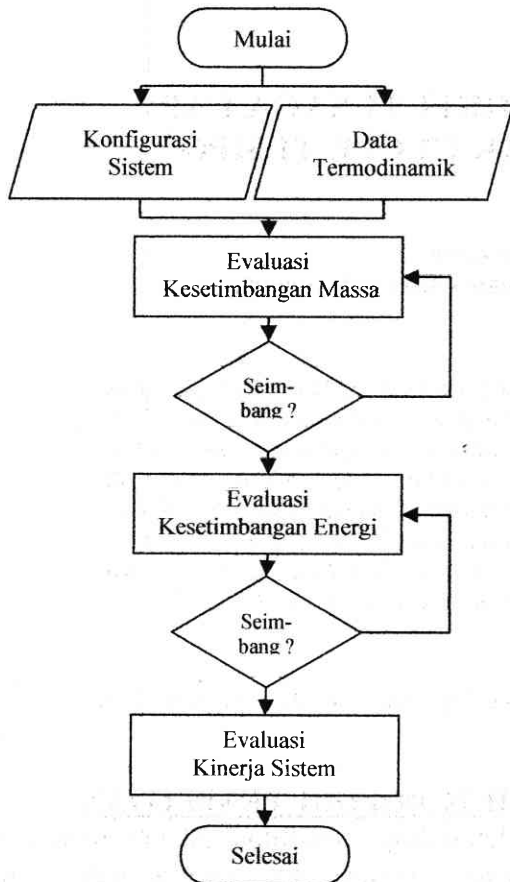 Mulai
Konfigurasi
Sistem
Data
Termodinamik
Evaluasi
Kesetimbangan Massa
Seim-
bang ?
Evaluasi
Kesetimbangan Energi
Seim-
bang ?
Evaluasi
Kinerja Sistem
Selesai